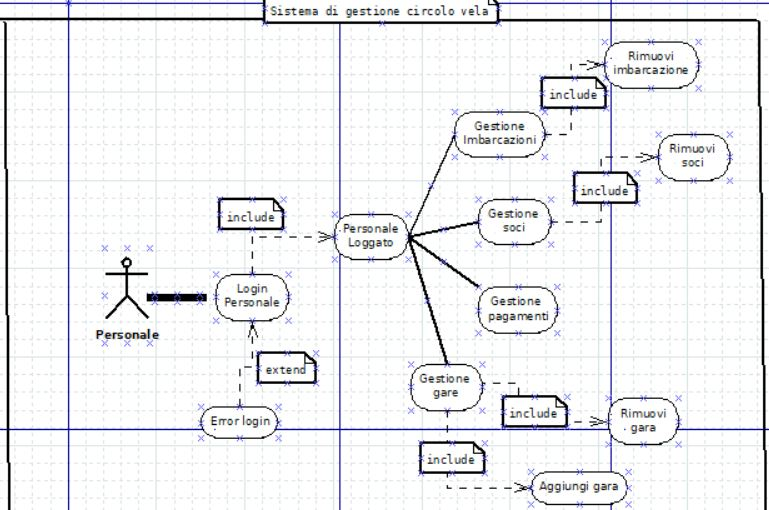 Sistema di gestione circolo vela
Rimuovi
imbarcazione
include
Gestione
Imbarcazioni
Rimuovi
soci
include
include
Gestione
soci
Personale
Loggato
Login
Personale
Gestione
pagamenti
Personale
extend
Gestione
gare
include
Rimuovi
gara
Error login
include
Aggiungi gara